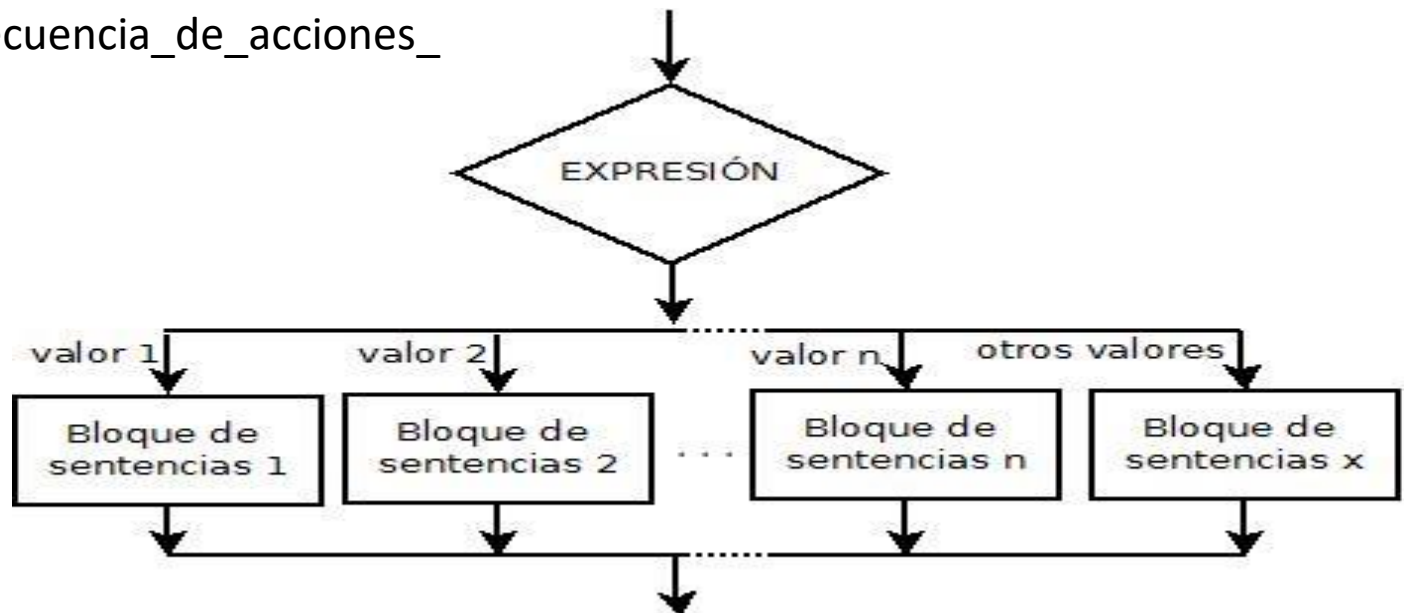 cuencia_de_acciones_
EXPRESIÓN
valor 1
valor 2
valor n
otros valores
Bloque de
sentencias 1
Bloque de
sentencias 2
. . .
Bloque de
sentencias n
Bloque de
sentencias x